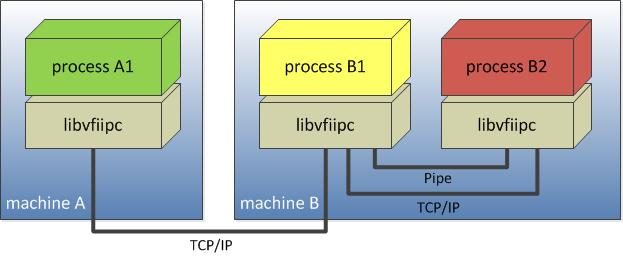 process A1
process B1
process B2
libvfiipc
libvfiipc
libvfiipc
Pipe
machine A
machine B
TCP/IP
TCP/IP